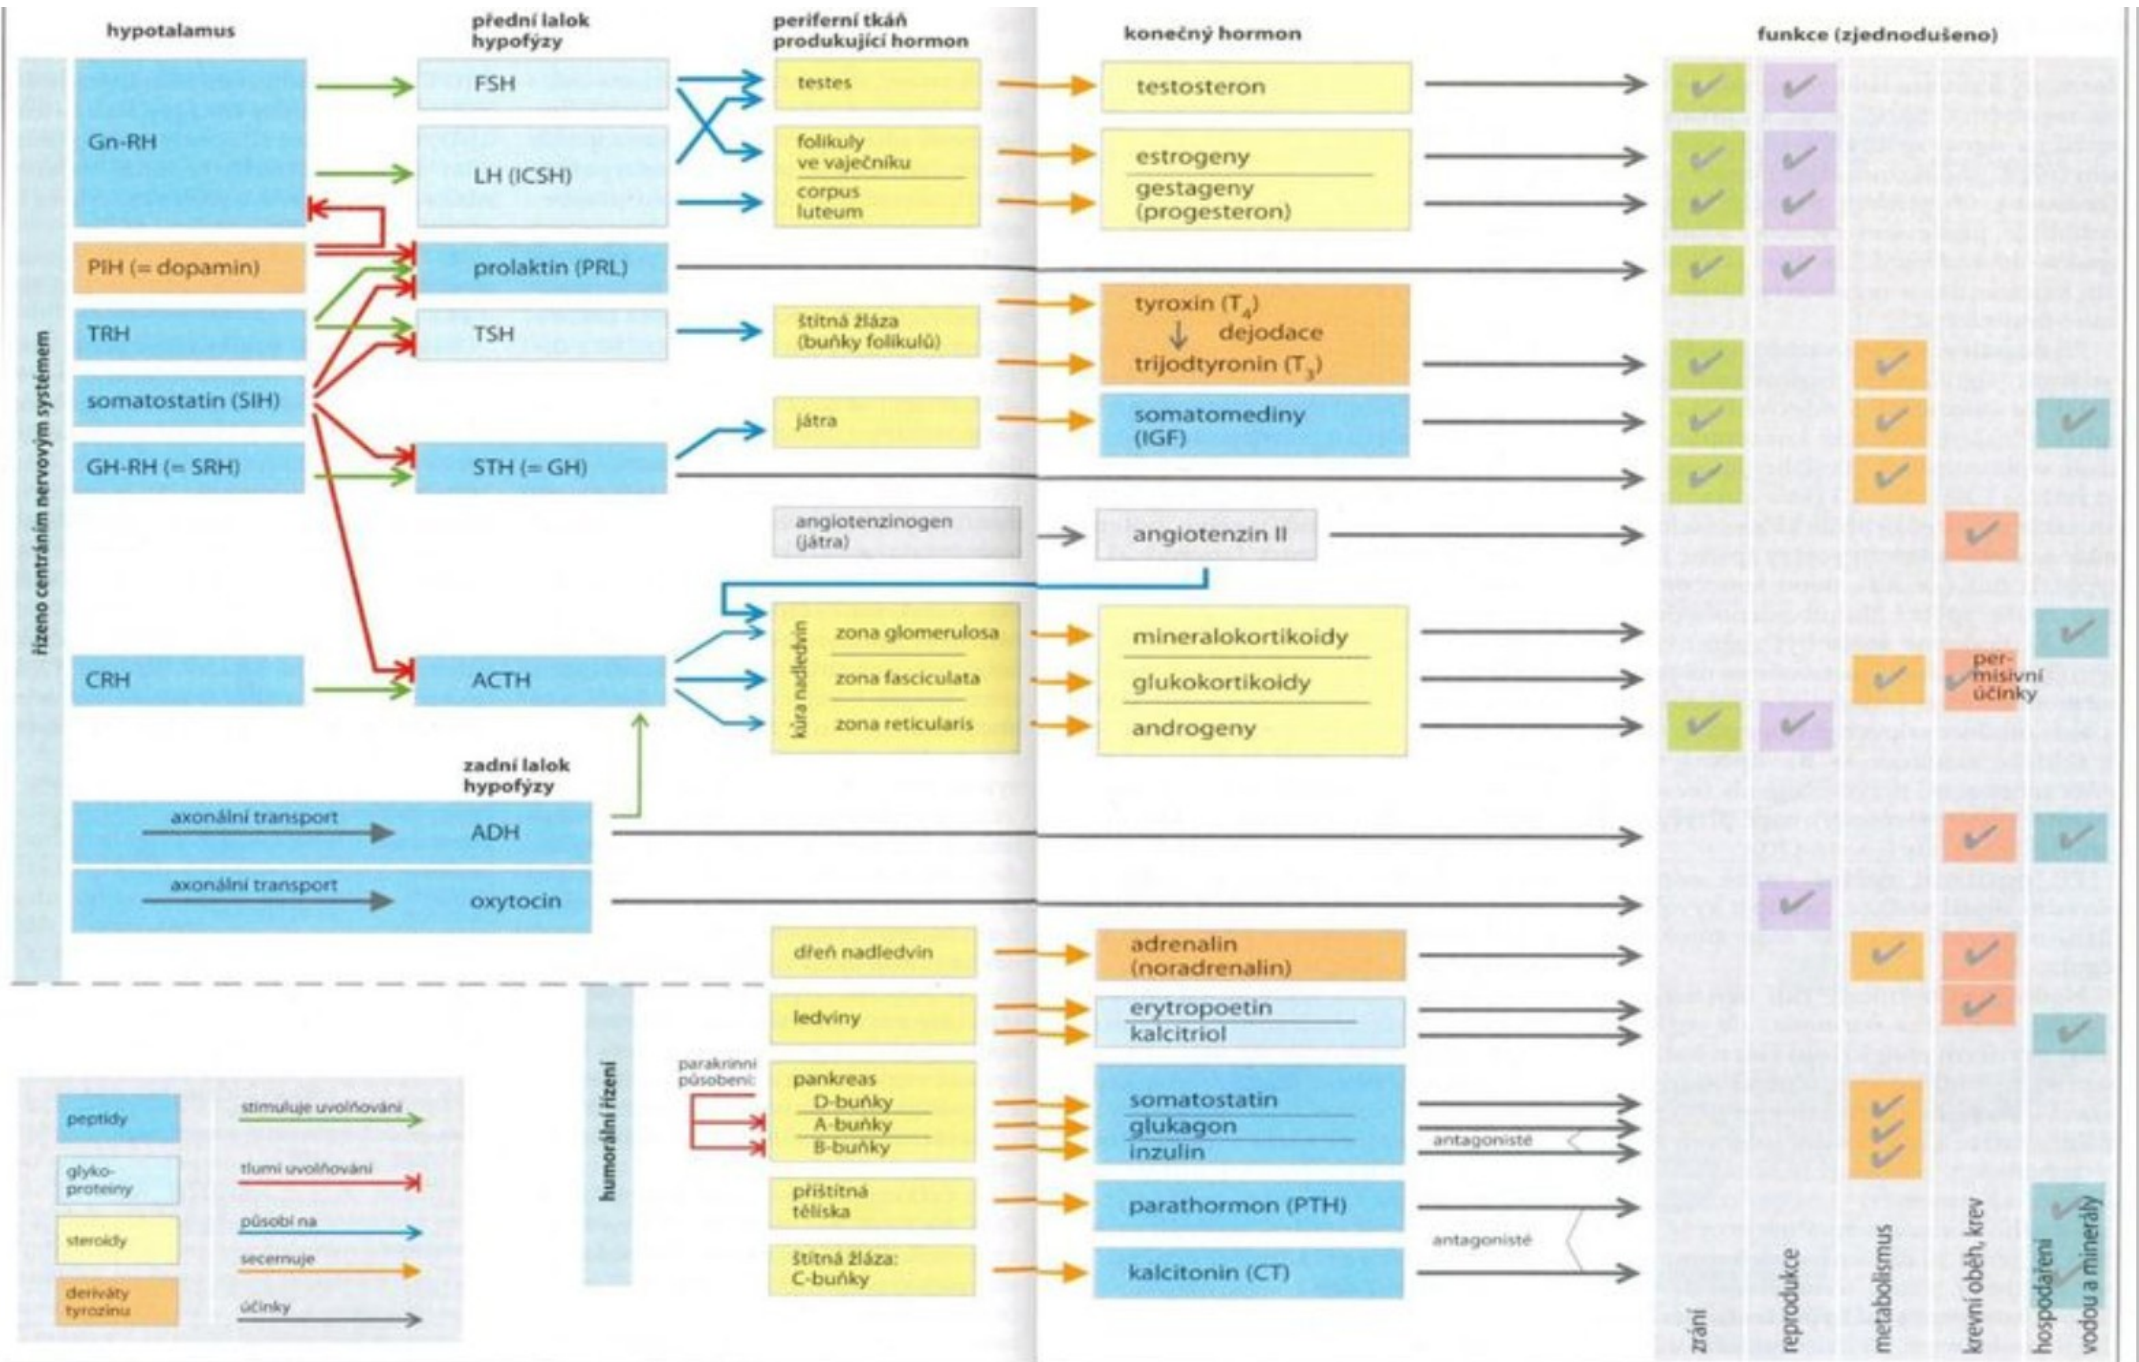 hypotalamus
přední lalok
hypofýzy
periferní tkáň
produkující hormon
konečný hormon
funkce (zjednodušeno)
řízeno centrálním nervovým systémem
Gn-RH
FSH
testes
testosteron
LH (ICSH)
folikuly
ve vaječníku
corpus
luteum
estrogeny
gestageny
(progesteron)
PIH (= dopamin)
prolaktin (PRL)
TRH
TSH
štítná žláza
(buňky folikulů)
tyroxin (T4)
dejodace
trijodtyronin (T3)
somatostatin (SIH)
játra
somatomediny
(IGF)
GH-RH (= SRH)
STH (= GH)
angiotenzinogen
(játra)
angiotenzin II
CRH
ACTH
kůra nadledvin
zona glomerulosa
zona fasciculata
zona reticularis
mineralokortikoidy
glukokortikoidy
androgeny
per-
misivní
účinky
zadní lalok
hypofýzy
axonální transport
ADH
axonální transport
oxytocin
dřeň nadledvin
adrenalin
(noradrenalin)
humorální řízení
ledviny
erytropoetin
kalcitriol
parakrinní
působení:
pankreas
D-buňky
A-buňky
B-buňky
somatostatin
glukagon
inzulin
antagonisté
příštítná
tělíska
parathormon (PTH)
antagonisté
štítná žláza:
C-buňky
kalcitonin (CT)
peptidy
glyko-
proteiny
steroidy
deriváty
tyrozinu
stimuluje uvolňování
tlumí uvolňování
působí na
secernuje
účinky
zrání
reprodukce
metabolismus
krevní oběh, krev
hospodaření
vodou a minerály